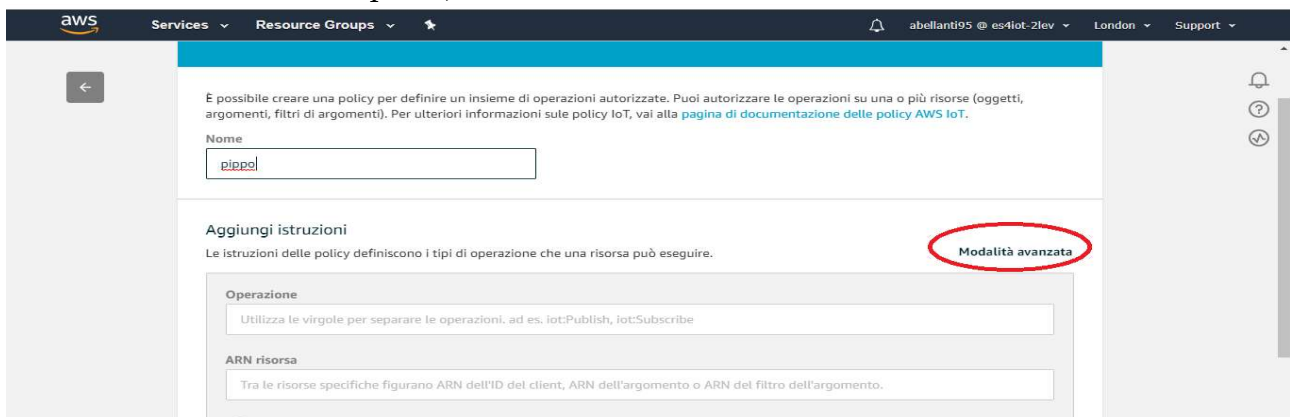 aws Services Resource Groups abellanti95 @ es4iot-2lev London Support
È possibile creare una policy per definire un insieme di operazioni autorizzate. Puoi autorizzare le operazioni su una o più risorse (oggetti,
argomenti, filtri di argomenti). Per ulteriori informazioni sulle policy IoT, vai alla pagina di documentazione delle policy AWS IoT.
Nome
pippo
Aggiungi istruzioni
Le istruzioni delle policy definiscono i tipi di operazione che una risorsa può eseguire.
Modalità avanzata
Operazione
Utilizza le virgole per separare le operazioni. ad es. iot:Publish, iot:Subscribe
ARN risorsa
Tra le risorse specifiche figurano ARN dell'ID del client, ARN dell'argomento o ARN del filtro dell'argomento.